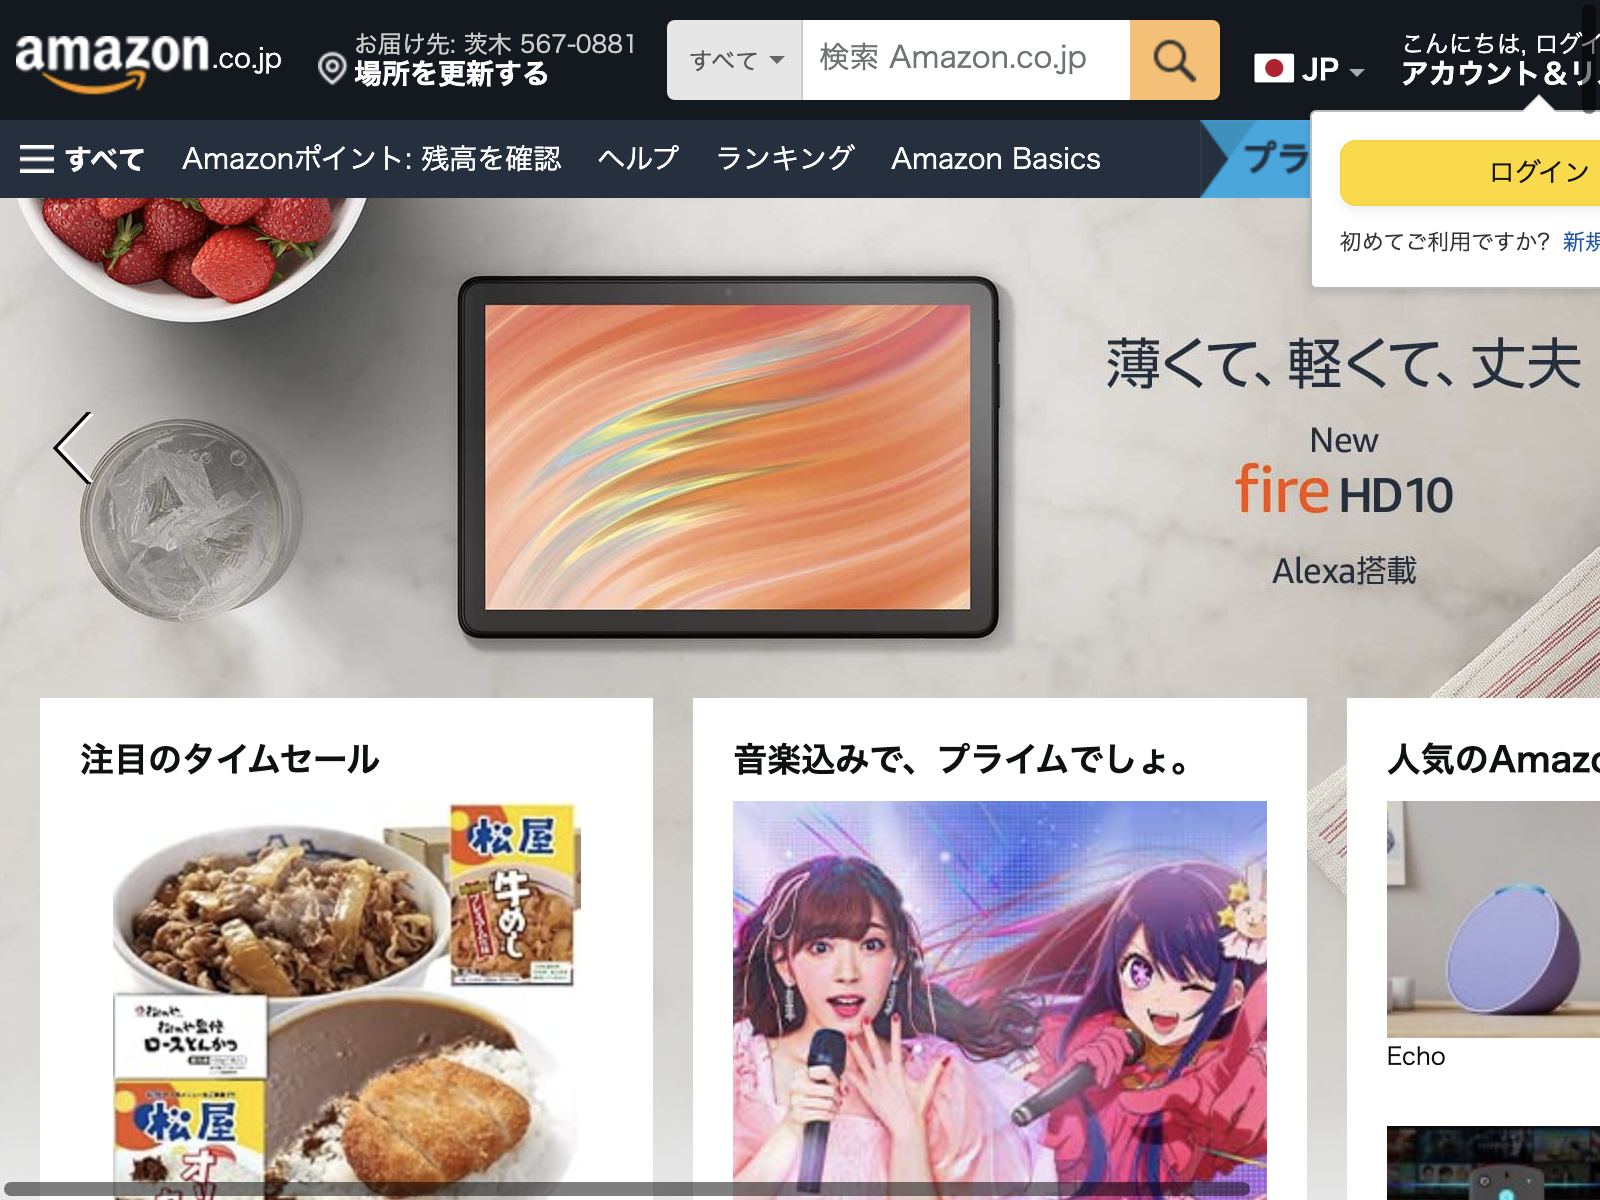 amazon.co.jp
お届け先: 茨木 567-0881
場所を更新する
すべて
検索 Amazon.co.jp
JP
こんにちは, ログイ
アカウント&リ
すべて
Amazonポイント: 残高を確認
ヘルプ
ランキング
Amazon Basics
プラ
ログイン
初めてご利用ですか? 新規
薄くて、軽くて、丈夫
New
fire HD10
Alexa搭載
注目のタイムセール
松屋
牛めし
松のや監修
ロースとんかつ
松屋
オリ
音楽込みで、プライムでしょ。
人気のAmazo
Echo